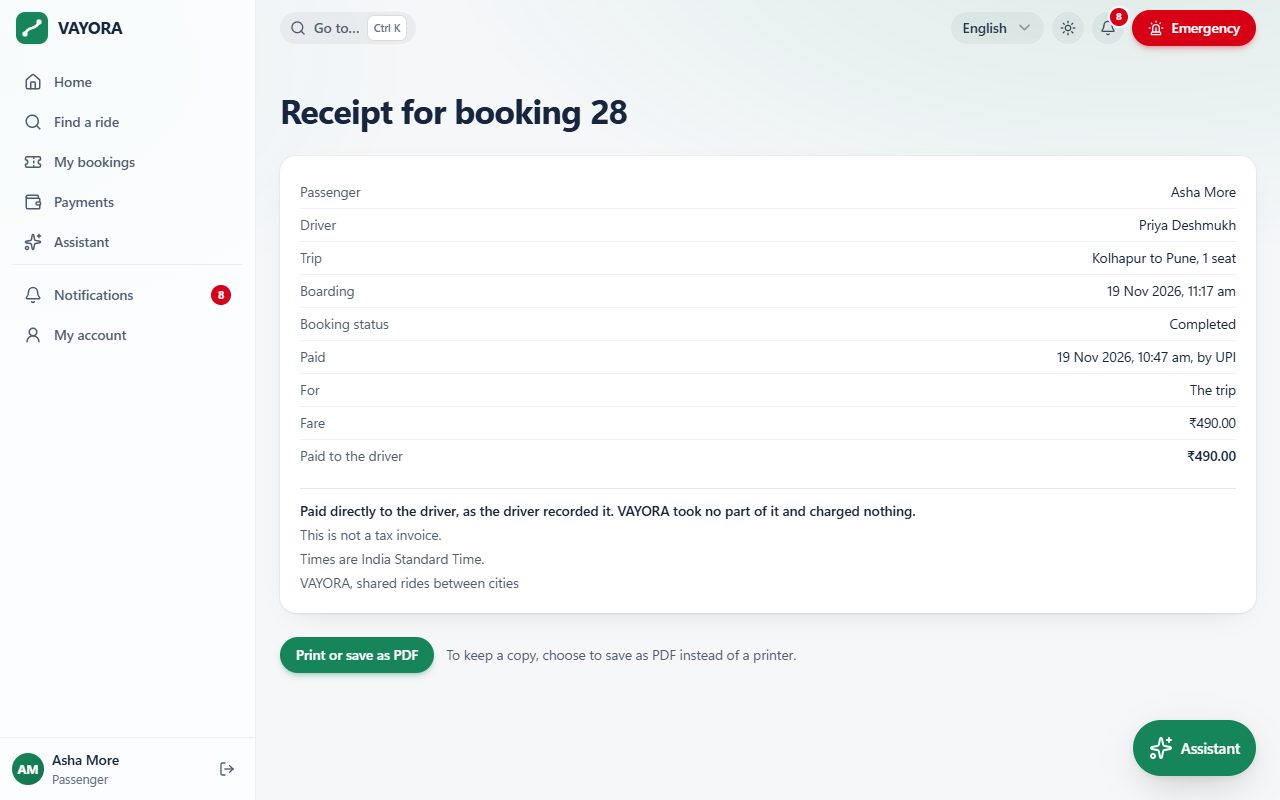 VAYORA
Go to...
Ctrl K
English
8
Emergency
Home
Find a ride
My bookings
Payments
Assistant
Notifications
8
My account
Receipt for booking 28
Passenger Asha More
Driver Priya Deshmukh
Trip Kolhapur to Pune, 1 seat
Boarding 19 Nov 2026, 11:17 am
Booking status Completed
Paid 19 Nov 2026, 10:47 am, by UPI
For The trip
Fare ₹490.00
Paid to the driver ₹490.00
Paid directly to the driver, as the driver recorded it. VAYORA took no part of it and charged nothing.
This is not a tax invoice.
Times are India Standard Time.
VAYORA, shared rides between cities
Print or save as PDF
To keep a copy, choose to save as PDF instead of a printer.
AM
Asha More
Passenger
Assistant